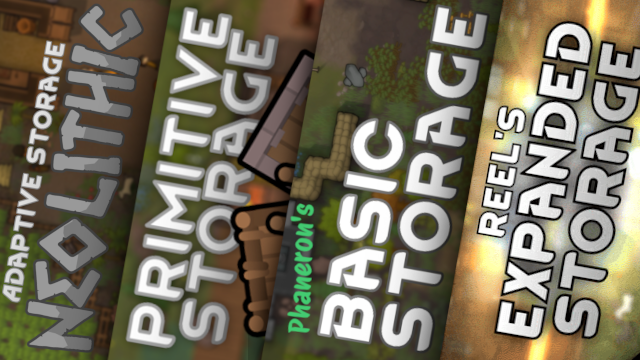 ADAPTIVE STORAGE
NEOLITHIC
PRIMITIVE
STORAGE
Phaneron's
BASIC
STORAGE
REEL'S
EXPANDED
STORAGE